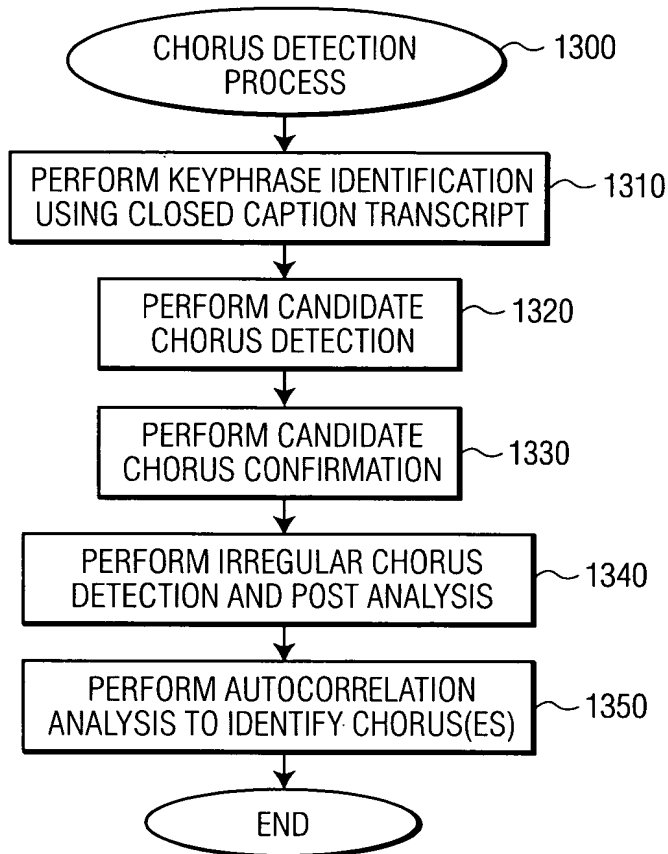 CHORUS DETECTION
PROCESS
1300
PERFORM KEYPHRASE IDENTIFICATION
USING CLOSED CAPTION TRANSCRIPT
1310
PERFORM CANDIDATE
CHORUS DETECTION
1320
PERFORM CANDIDATE
CHORUS CONFIRMATION
1330
PERFORM IRREGULAR CHORUS
DETECTION AND POST ANALYSIS
1340
PERFORM AUTOCORRELATION
ANALYSIS TO IDENTIFY CHORUS(ES)
1350
END